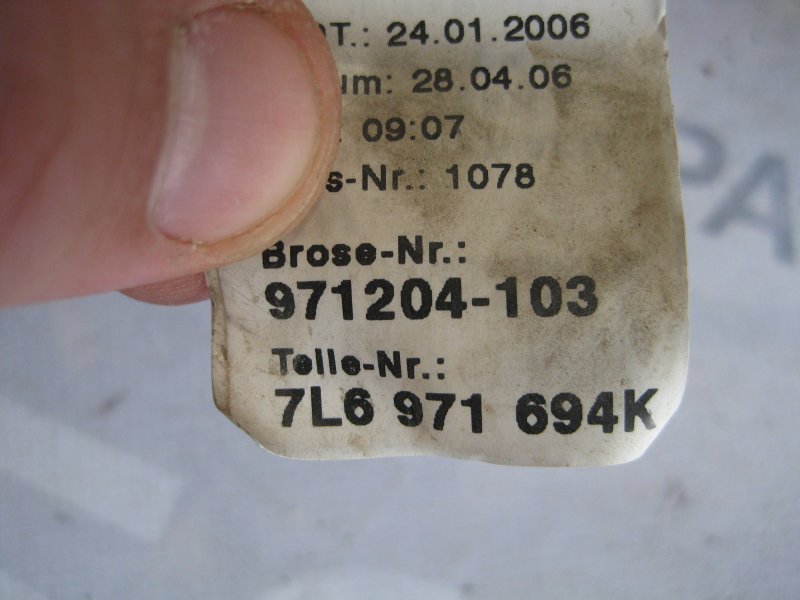 T.: 24.01.2006
um: 28.04.06
: 09:07
s-Nr.: 1078
Brose-Nr.:
971204-103
Teile-Nr.:
7L6 971 694K
PA